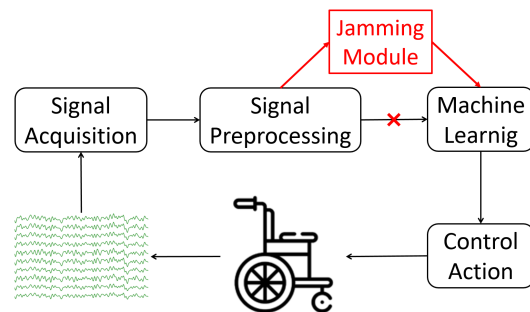 Jamming
Module
Signal
Acquisition
Signal
Preprocessing
Machine
Learnig
Control
Action